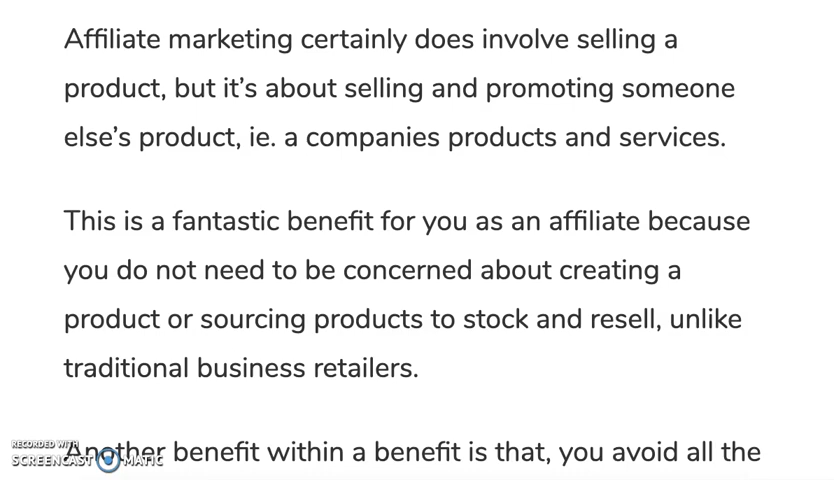 Affiliate marketing certainly does involve selling a
product, but it's about selling and promoting someone
else's product, ie. a companies products and services.
This is a fantastic benefit for you as an affiliate because
you do not need to be concerned about creating a
product or sourcing products to stock and resell, unlike
traditional business retailers.
RECORDED WITH
Another benefit within a benefit is that, you avoid all the
SCREENCAST MATIC